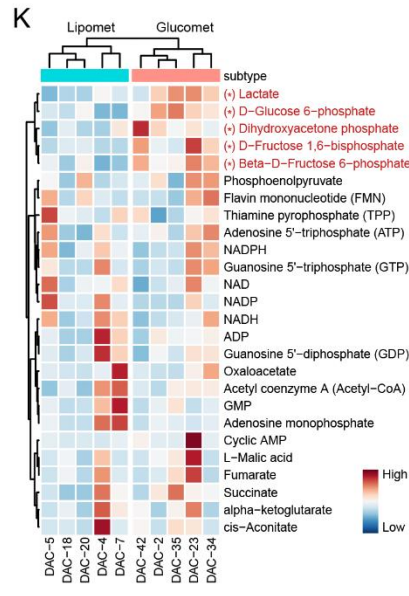 K
Lipomet Glucomet
subtype
(*) Lactate
(*) D-Glucose 6-phosphate
(*) Dihydroxyacetone phosphate
(*) D-Fructose 1,6-bisphosphate
(*) Beta-D-Fructose 6-phosphate
Phosphoenolpyruvate
Flavin mononucleotide (FMN)
Thiamine pyrophosphate (TPP)
Adenosine 5'-triphosphate (ATP)
NADPH
Guanosine 5'-triphosphate (GTP)
NAD
NADP
NADH
ADP
Guanosine 5'-diphosphate (GDP)
Oxaloacetate
Acetyl coenzyme A (Acetyl-CoA)
GMP
Adenosine monophosphate
Cyclic AMP
L-Malic acid
Fumarate
Succinate
alpha-ketoglutarate
cis-Aconitate
High
Low
DAC-5
DAC-18
DAC-20
DAC-4
DAC-7
DAC-42
DAC-2
DAC-35
DAC-23
DAC-34